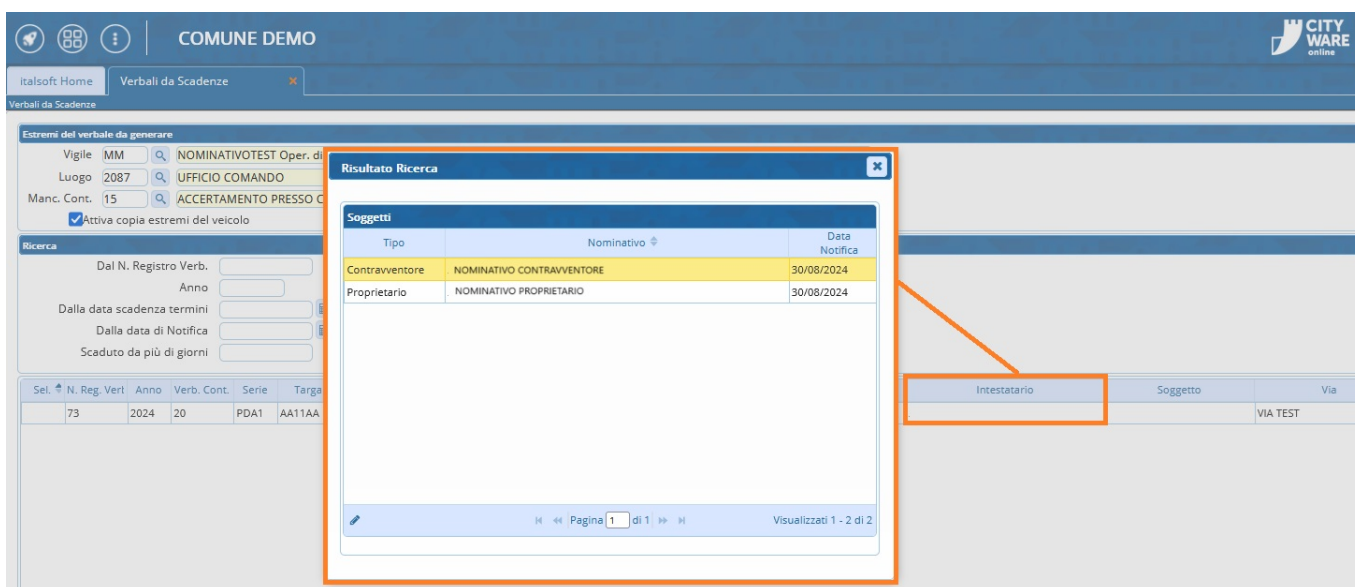 COMUNE DEMO
CITY
WARE
online
italsoft Home
Verbali da Scadenze
Verbali da Scadenze
Estremi del verbale da generare
Vigile MM NOMINATIVOTEST Oper. di
Luogo 2087 UFFICIO COMANDO
Manc. Cont. 15 ACCERTAMENTO PRESSO C
Attiva copia estremi del veicolo
Ricerca
Dal N. Registro Verb.
Anno
Dalla data scadenza termini
Dalla data di Notifica
Scaduto da più di giorni
Risultato Ricerca
Soggetti
Tipo Nominativo Data Notifica
Contravventore NOMINATIVO CONTRAVVENTORE 30/08/2024
Proprietario NOMINATIVO PROPRIETARIO 30/08/2024
Pagina 1 di 1 Visualizzati 1 - 2 di 2
Sel. N. Reg. Vert Anno Verb. Cont. Serie Targa Intestatario Soggetto Via
73 2024 20 PDA1 AA11AA VIA TEST